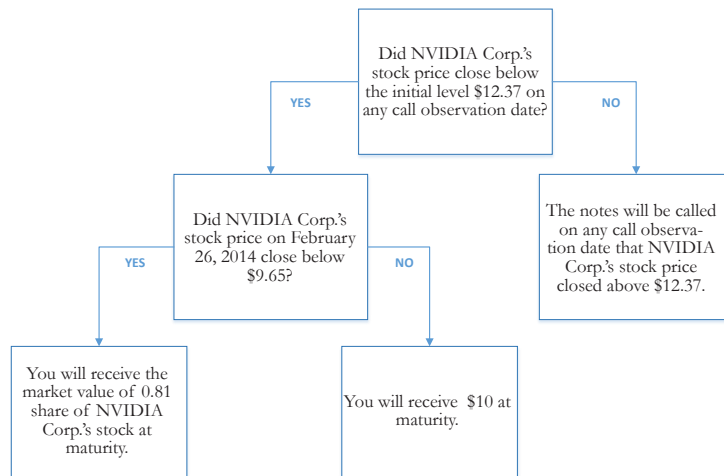 Did NVIDIA Corp.'s
stock price close below
the initial level $12.37 on
any call observation date?
YES
NO
Did NVIDIA Corp.'s
stock price on February
26, 2014 close below
$9.65?
The notes will be called
on any call observa-
tion date that NVIDIA
Corp.'s stock price
closed above $12.37.
YES
NO
You will receive the
market value of 0.81
share of NVIDIA
Corp.'s stock at
maturity.
You will receive $10 at
maturity.